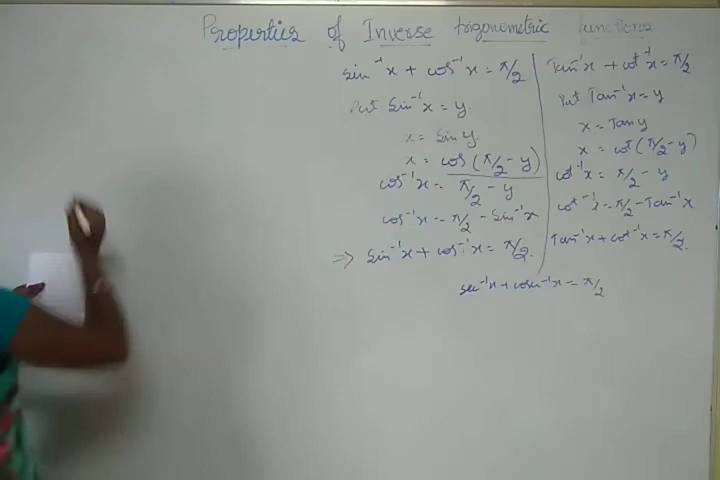 Properties of Inverse trigonometric functions
sin⁻¹x + cos⁻¹x = π/2
Put Sin⁻¹x = y
x = Sin y
x = cos(π/2 - y)
cos⁻¹x = π/2 - y
cos⁻¹x = π/2 - Sin⁻¹x
⇒ Sin⁻¹x + cos⁻¹x = π/2.
Tan⁻¹x + cot⁻¹x = π/2
Put Tan⁻¹x = y
x = Tan y
x = cot(π/2 - y)
cot⁻¹x = π/2 - y
cot⁻¹x = π/2 - Tan⁻¹x
Tan⁻¹x + cot⁻¹x = π/2.
sec⁻¹x + cosec⁻¹x = π/2